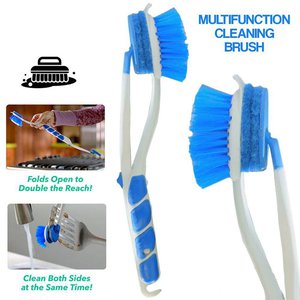 MULTIFUNCTION
CLEANING
BRUSH
Folds Open to
Double the Reach!
Clean Both Sides
at the Same Time!